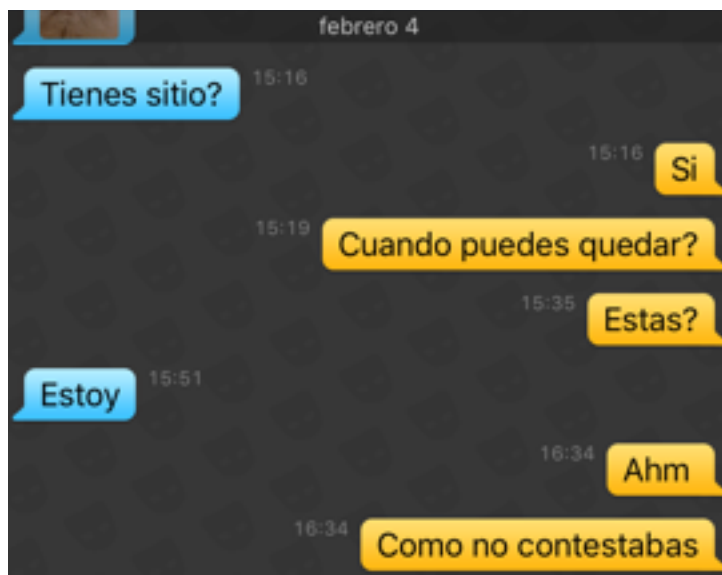 febrero 4
Tienes sitio?
15:16
15:16
Si
15:19
Cuando puedes quedar?
15:35
Estas?
Estoy
15:51
16:34
Ahm
16:34
Como no contestabas